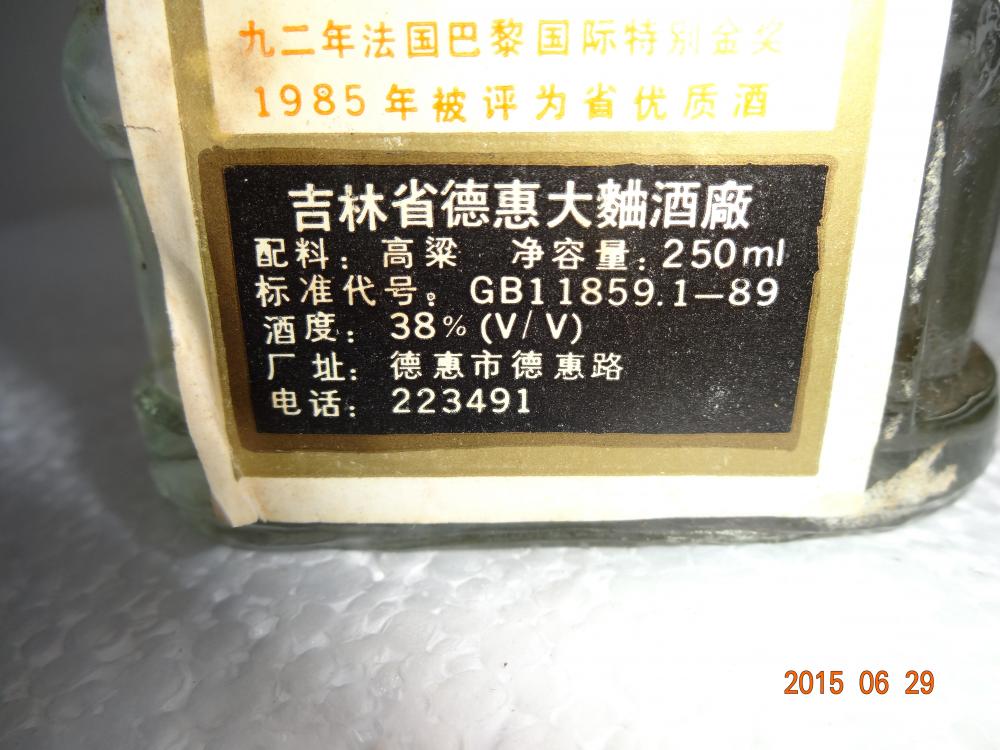 九二年法国巴黎国际特别金奖
1985年被评为省优质酒
吉林省德惠大麯酒廠
配料：高粱 净容量：250ml
标准代号。GB11859.1—89
酒度：38%(V/V)
厂址：德惠市德惠路
电话：223491
2015 06 29